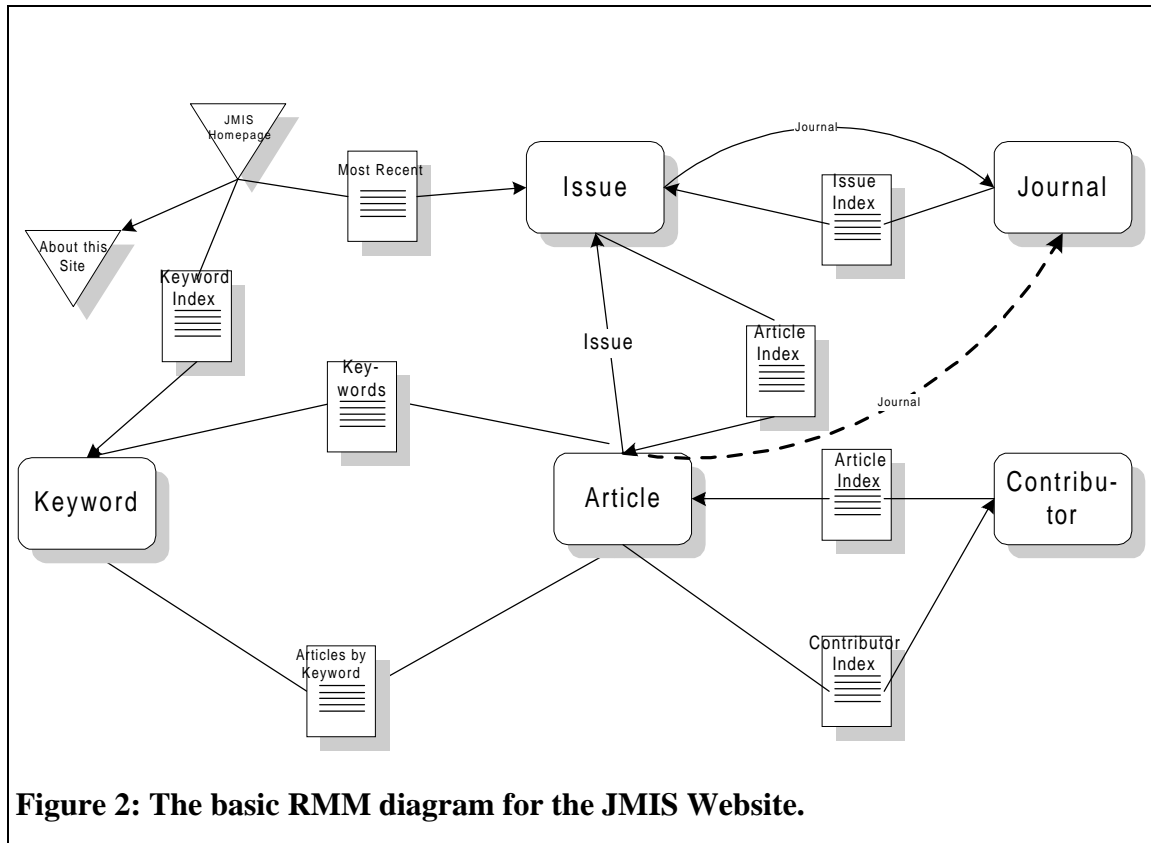 JMIS
Homepage
Most Recent
Issue
Journal
Issue
Index
Journal
About this
Site
Keyword
Index
Issue
Article
Index
Key-
words
Journal
Keyword
Article
Article
Index
Contribu-
tor
Articles by
Keyword
Contributor
Index
Figure 2: The basic RMM diagram for the JMIS Website.